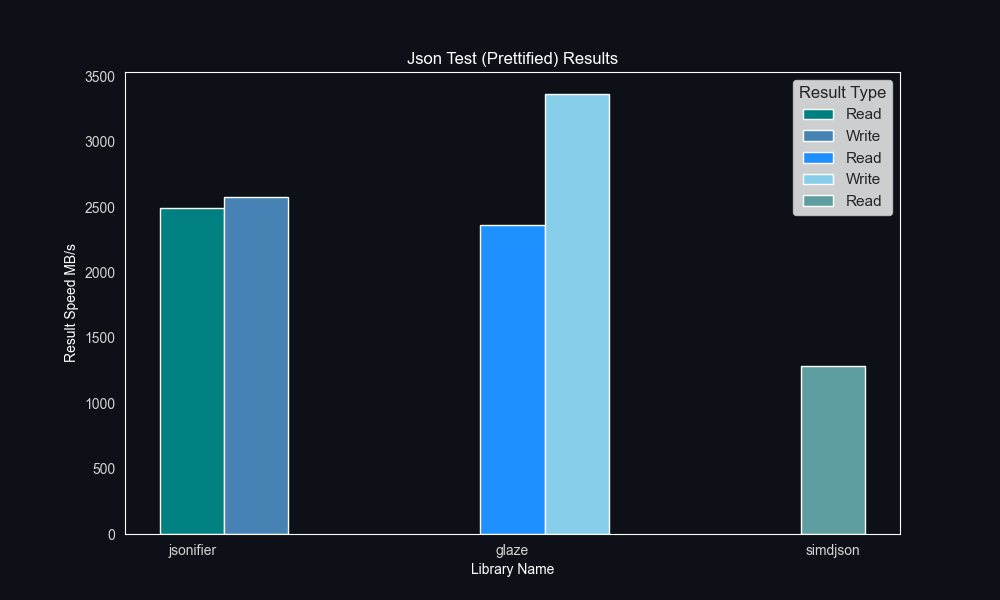 Json Test (Prettified) Results
3500
3000
2500
2000
1500
1000
500
0
Result Speed MB/s
Result Type
Read
Write
Read
Write
Read
jsonifier
glaze
simdjson
Library Name